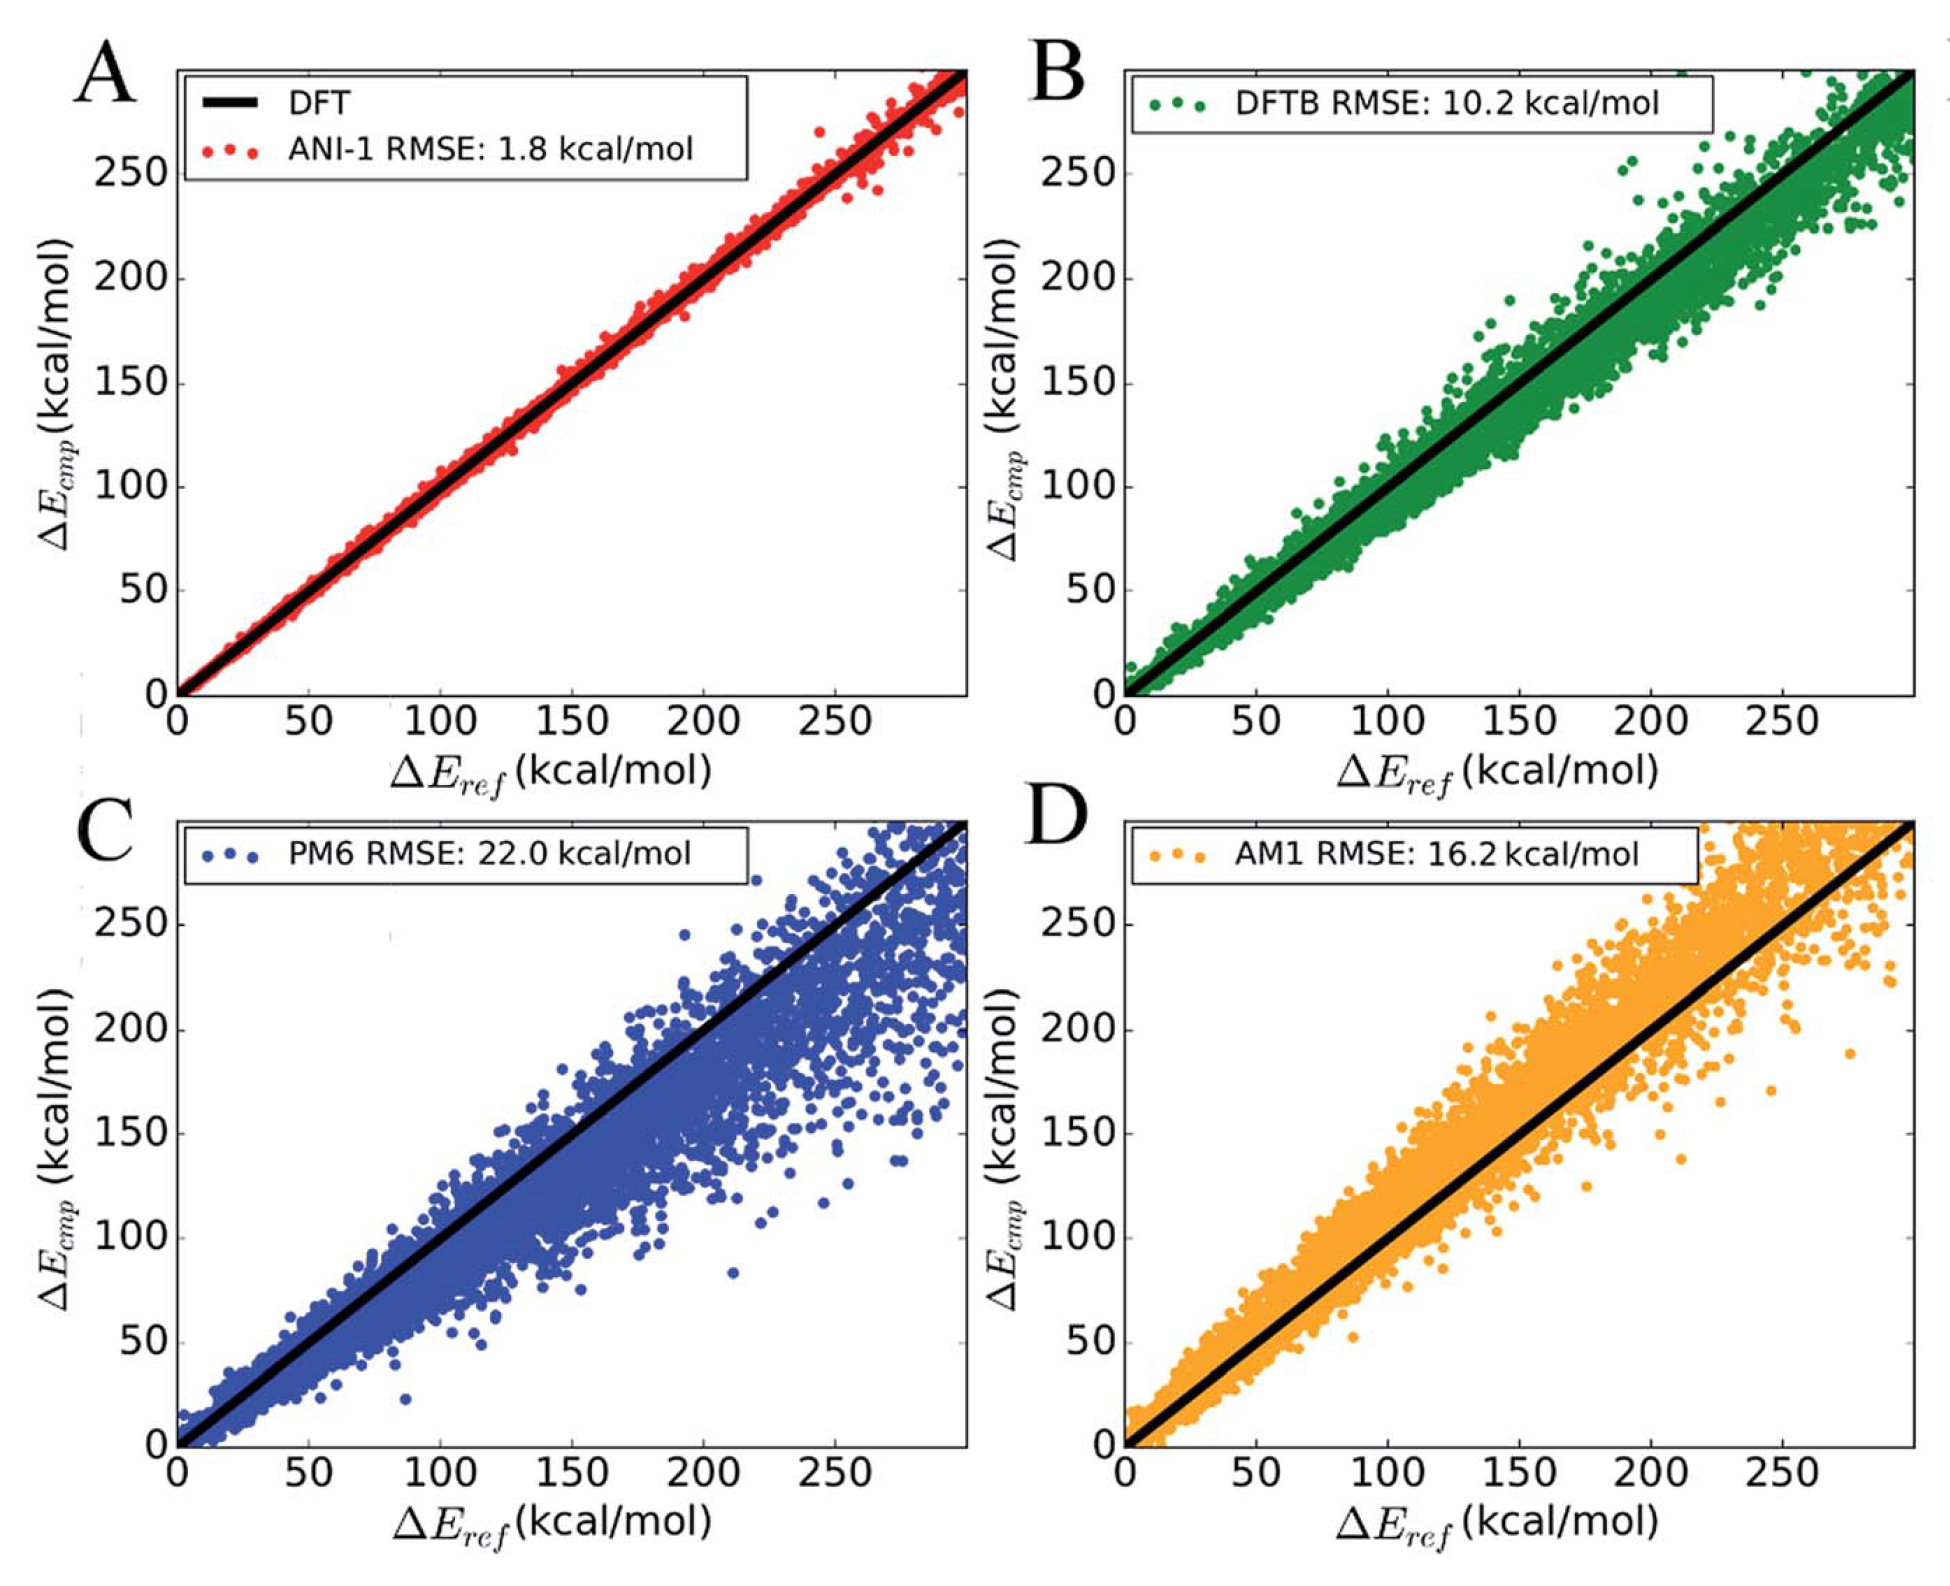 A
DFT
ANI-1 RMSE: 1.8 kcal/mol
250
200
150
100
50
0
0 50 100 150 200 250
ΔE_cmp (kcal/mol)
ΔE_ref (kcal/mol)
B
DFTB RMSE: 10.2 kcal/mol
250
200
150
100
50
0
0 50 100 150 200 250
ΔE_cmp (kcal/mol)
ΔE_ref (kcal/mol)
C
PM6 RMSE: 22.0 kcal/mol
250
200
150
100
50
0
0 50 100 150 200 250
ΔE_cmp (kcal/mol)
ΔE_ref (kcal/mol)
D
AM1 RMSE: 16.2 kcal/mol
250
200
150
100
50
0
0 50 100 150 200 250
ΔE_cmp (kcal/mol)
ΔE_ref (kcal/mol)